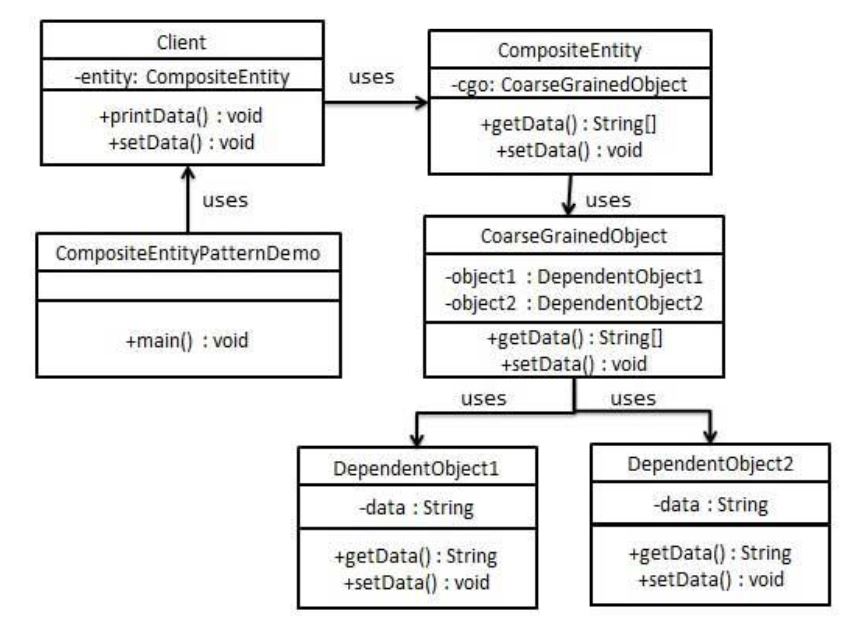 Client
-entity: CompositeEntity
+printData() : void
+setData() : void
uses
CompositeEntity
-cgo: CoarseGrainedObject
+getData() : String[]
+setData() : void
uses
uses
CompositeEntityPatternDemo
+main() : void
CoarseGrainedObject
-object1 : DependentObject1
-object2 : DependentObject2
+getData() : String[]
+setData() : void
uses
uses
DependentObject1
-data : String
+getData() : String
+setData() : void
DependentObject2
-data : String
+getData() : String
+setData() : void